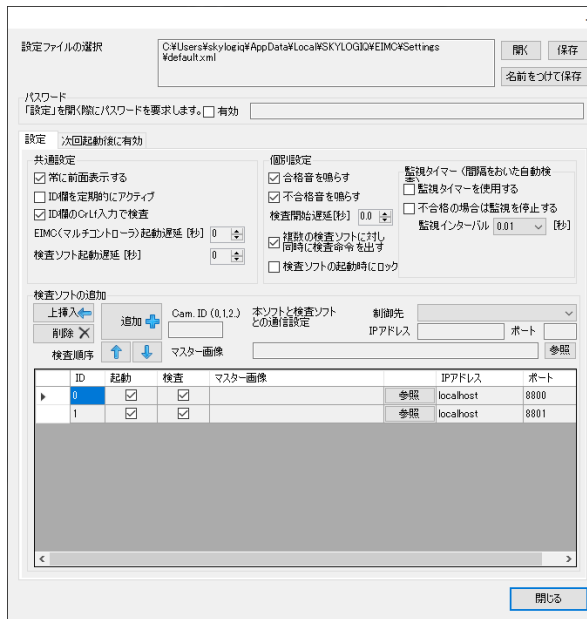 設定ファイルの選択
C:¥Users¥skylogiq¥AppData¥Local¥SKYLOGIQ¥EIMC¥Settings
¥default.xml
開く
保存
名前をつけて保存
パスワード
「設定」を開く際にパスワードを要求します。
有効
設定
次回起動後に有効
共通設定
常に前面表示する
ID欄を定期的にアクティブ
ID欄のCrLf入力で検査
EIMC(マルチコントローラ)起動遅延 [秒]
0
検査ソフト起動遅延 [秒]
0
個別設定
合格音を鳴らす
不合格音を鳴らす
検査開始遅延[秒]
0.0
複数の検査ソフトに対し
同時に検査命令を出す
検査ソフトの起動時にロック
監視タイマー (間隔をおいた自動検
査)
監視タイマーを使用する
不合格の場合は監視を停止する
監視インターバル
0.01
[秒]
検査ソフトの追加
上挿入
削除
追加
Cam. ID (0,1,2.)
本ソフトと検査ソフト
との通信設定
制御先
IPアドレス
ポート
検査順序
マスター画像
参照
ID 起動 検査 マスター画像 IPアドレス ポート
0 参照 localhost 8800
1 参照 localhost 8801
閉じる